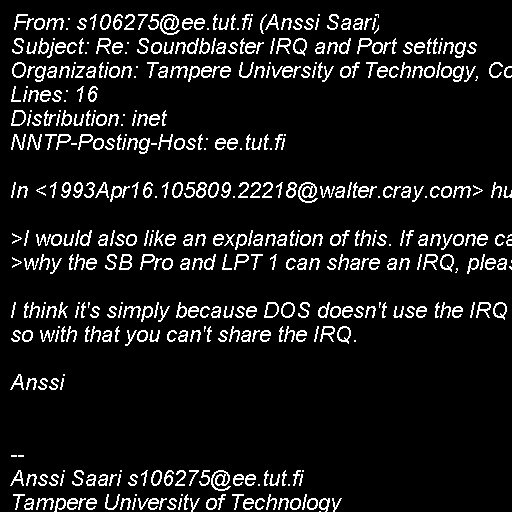 From: s106275@ee.tut.fi (Anssi Saari)
Subject: Re: Soundblaster IRQ and Port settings
Organization: Tampere University of Technology, Co
Lines: 16
Distribution: inet
NNTP-Posting-Host: ee.tut.fi
In <1993Apr16.105809.22218@walter.cray.com> hu
>I would also like an explanation of this. If anyone ca
>why the SB Pro and LPT 1 can share an IRQ, pleas
I think it's simply because DOS doesn't use the IRQ
so with that you can't share the IRQ.
Anssi
--
Anssi Saari s106275@ee.tut.fi
Tampere University of Technology